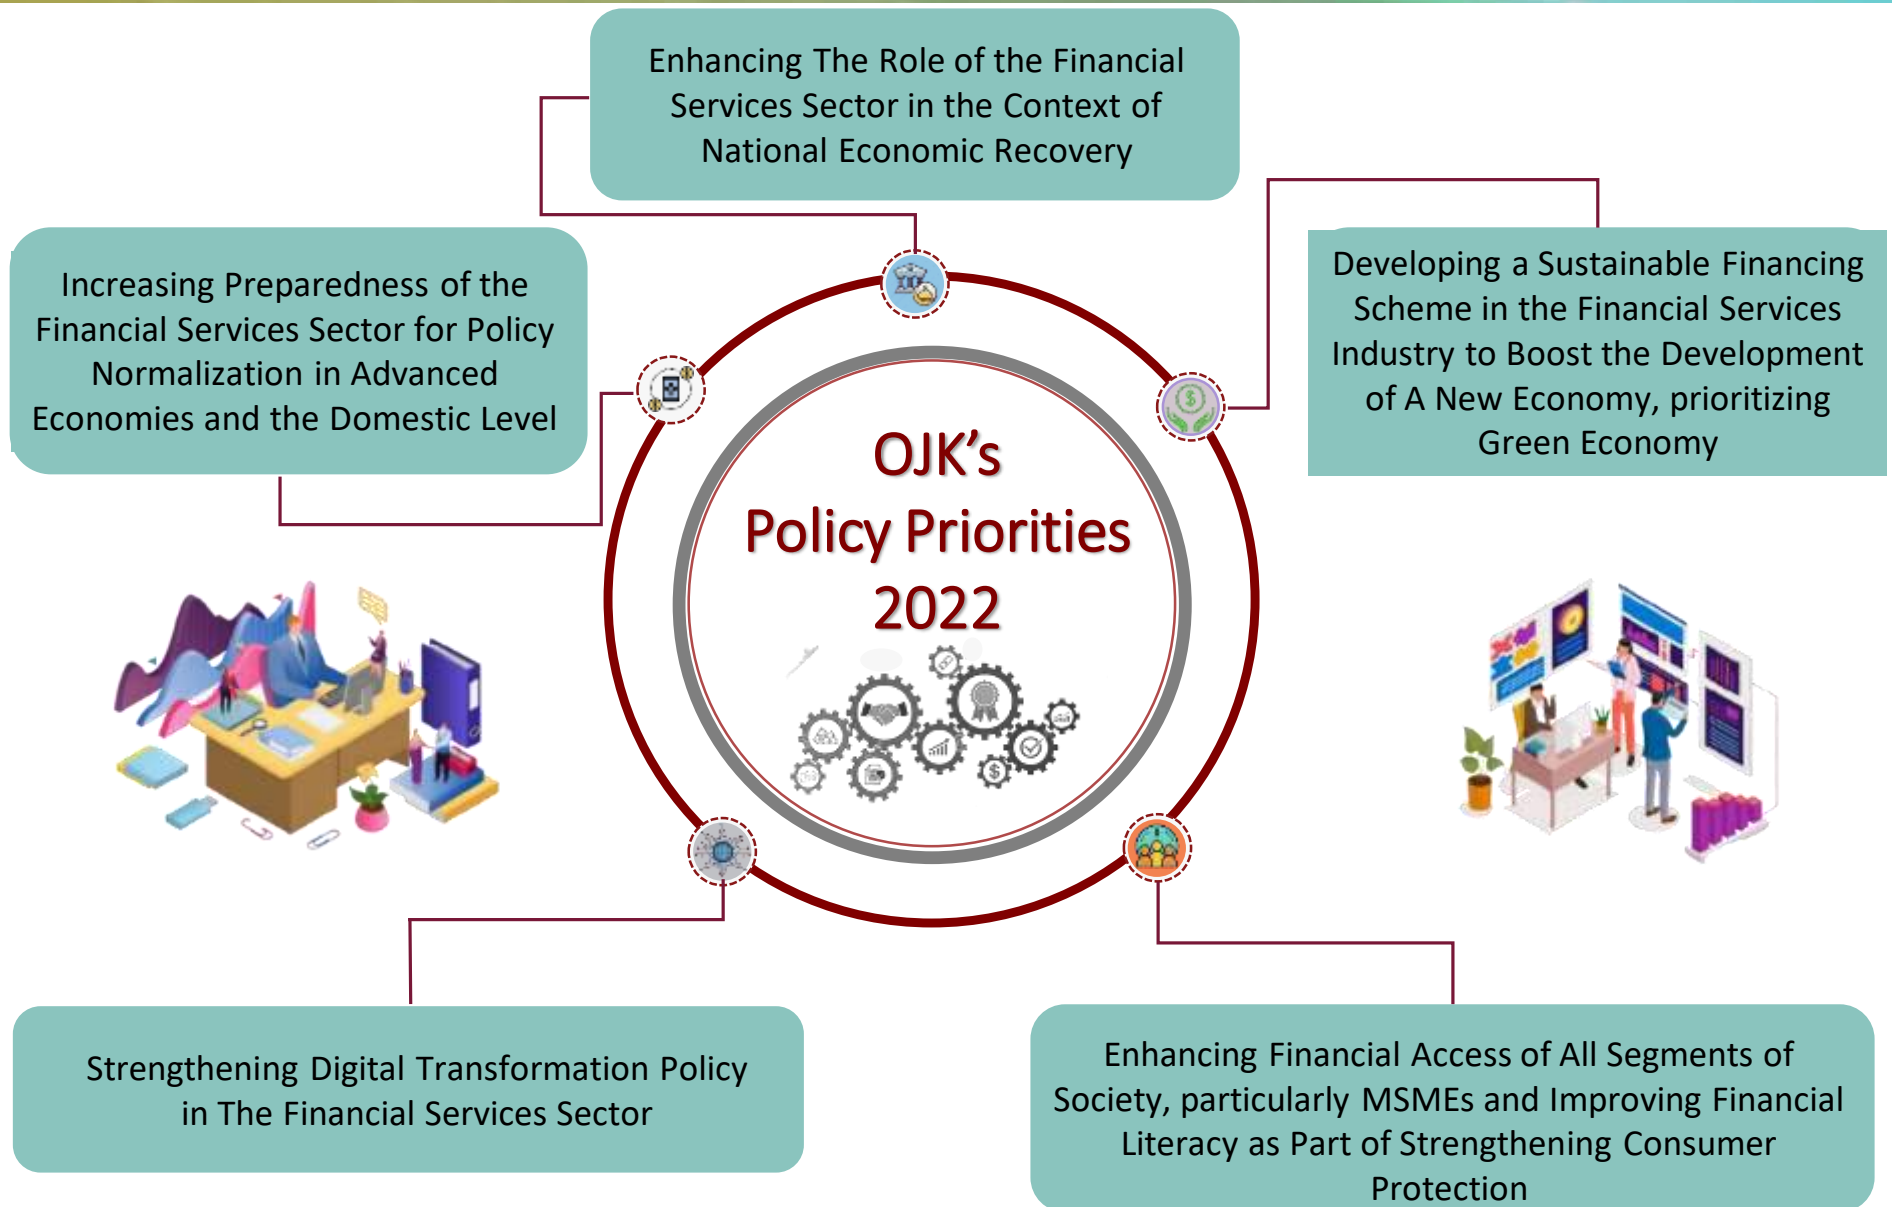 Enhancing The Role of the Financial
Services Sector in the Context of
National Economic Recovery
Increasing Preparedness of the
Financial Services Sector for Policy
Normalization in Advanced
Economies and the Domestic Level
Developing a Sustainable Financing
Scheme in the Financial Services
Industry to Boost the Development
of A New Economy, prioritizing
Green Economy
OJK’s
Policy Priorities
2022
Strengthening Digital Transformation Policy
in The Financial Services Sector
Enhancing Financial Access of All Segments of
Society, particularly MSMEs and Improving Financial
Literacy as Part of Strengthening Consumer
Protection